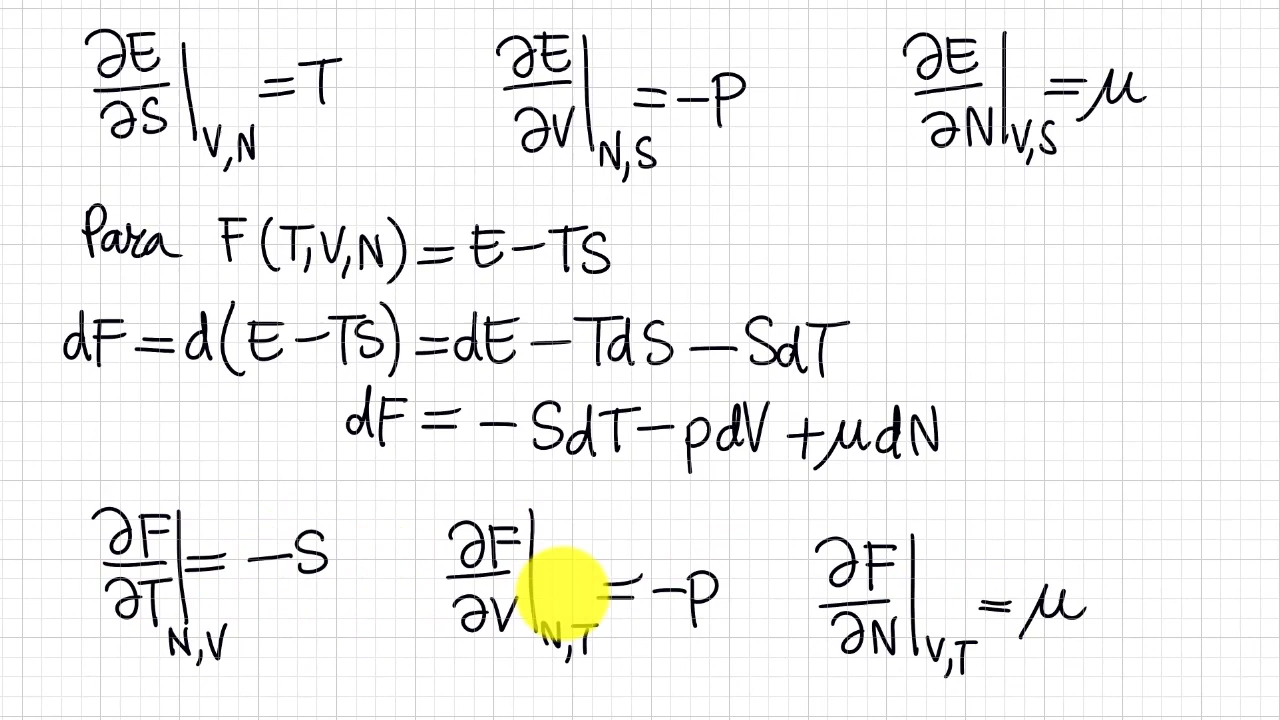 ∂E/∂S|V,N = T   ∂E/∂V|N,S = -P   ∂E/∂N|V,S = μ
Para F(T,V,N) = E - TS
dF = d(E - TS) = dE - TdS - SdT
dF = - SdT - pdV + μdN
∂F/∂T|N,V = -S   ∂F/∂V|N,T = -P   ∂F/∂N|V,T = μ